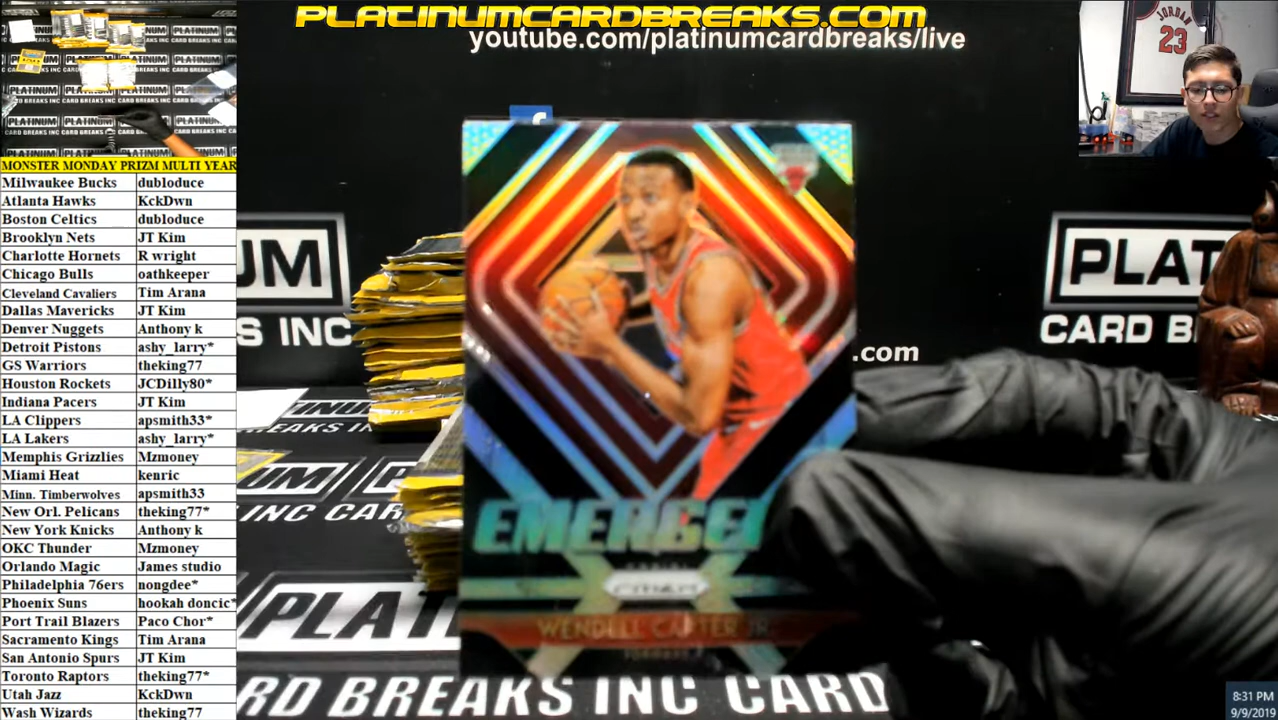 PLATINUMCARDBREAKS.COM
youtube.com/platinumcardbreaks/live
JORDAN
23
MONSTER MONDAY PRIZM MULTI YEAR
Milwaukee Bucks dubloduce
Atlanta Hawks KckDwn
Boston Celtics dubloduce
Brooklyn Nets JT Kim
Charlotte Hornets R wright
Chicago Bulls oathkeeper
Cleveland Cavaliers Tim Arana
Dallas Mavericks JT Kim
Denver Nuggets Anthony k
Detroit Pistons ashy_larry*
GS Warriors theking77
Houston Rockets JCDilly80*
Indiana Pacers JT Kim
LA Clippers apsmith33*
LA Lakers ashy_larry*
Memphis Grizzlies Mzmoney
Miami Heat kenric
Minn. Timberwolves apsmith33
New Orl. Pelicans theking77*
New York Knicks Anthony k
OKC Thunder Mzmoney
Orlando Magic James studio
Philadelphia 76ers nongdee*
Phoenix Suns hookah doncic*
Port Trail Blazers Paco Chor*
Sacramento Kings Tim Arana
San Antonio Spurs JT Kim
Toronto Raptors theking77*
Utah Jazz KckDwn
Wash Wizards theking77
UM
S INC
PLAT
CARD B
.com
INC CAR
PLAT
EMERGE
PRIZM
WENDELL CARTER JR.
FORWARD
RD BREAKS INC CARD
8:31 PM
9/9/2019